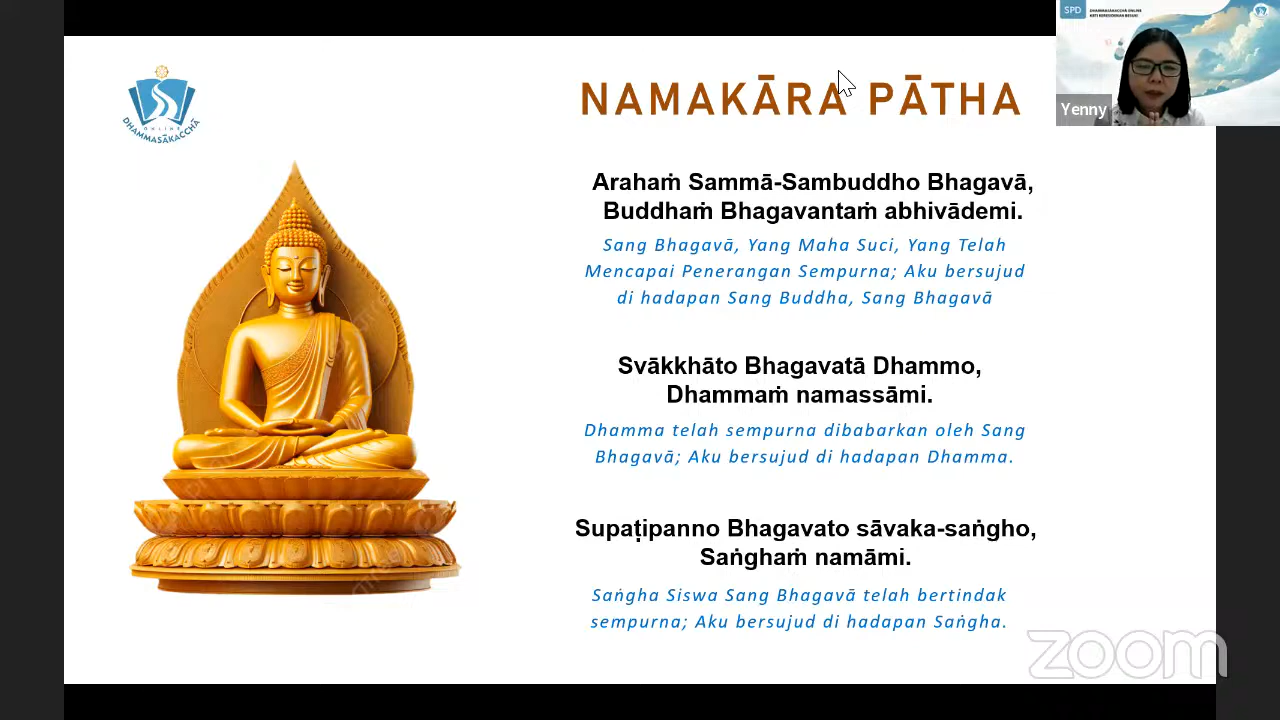 NAMAKĀRA PĀTHA
Arahaṁ Sammā-Sambuddho Bhagavā,
Buddhaṁ Bhagavantaṁ abhivādemi.
Sang Bhagavā, Yang Maha Suci, Yang Telah
Mencapai Penerangan Sempurna; Aku bersujud
di hadapan Sang Buddha, Sang Bhagavā
Svākkhāto Bhagavatā Dhammo,
Dhammaṁ namassāmi.
Dhamma telah sempurna dibabarkan oleh Sang
Bhagavā; Aku bersujud di hadapan Dhamma.
Supaṭipanno Bhagavato sāvaka-saṅgho,
Saṅghaṁ namāmi.
Saṅgha Siswa Sang Bhagavā telah bertindak
sempurna; Aku bersujud di hadapan Saṅgha.
ONLINE
DHAMMASĀKACCHĀ
SPD
DHAMMASĀKACCHĀ ONLINE
Yenny
zoom